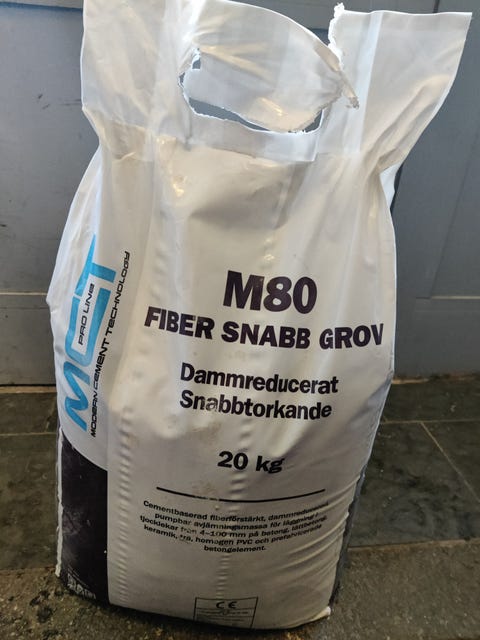 MCT
PRO LINE
MODERN CEMENT TECHNOLOGY
M80
FIBER SNABB GROV
Dammreducerat
Snabbtorkande
20 kg
Cementbaserad fiberförstärkt, dammreducerad
pumpbar avjämningsmassa för läggning i
tjocklekar från 4-100 mm på betong, lättbetong,
keramik, trä, homogen PVC och prefabricerade
betongelement.
CE